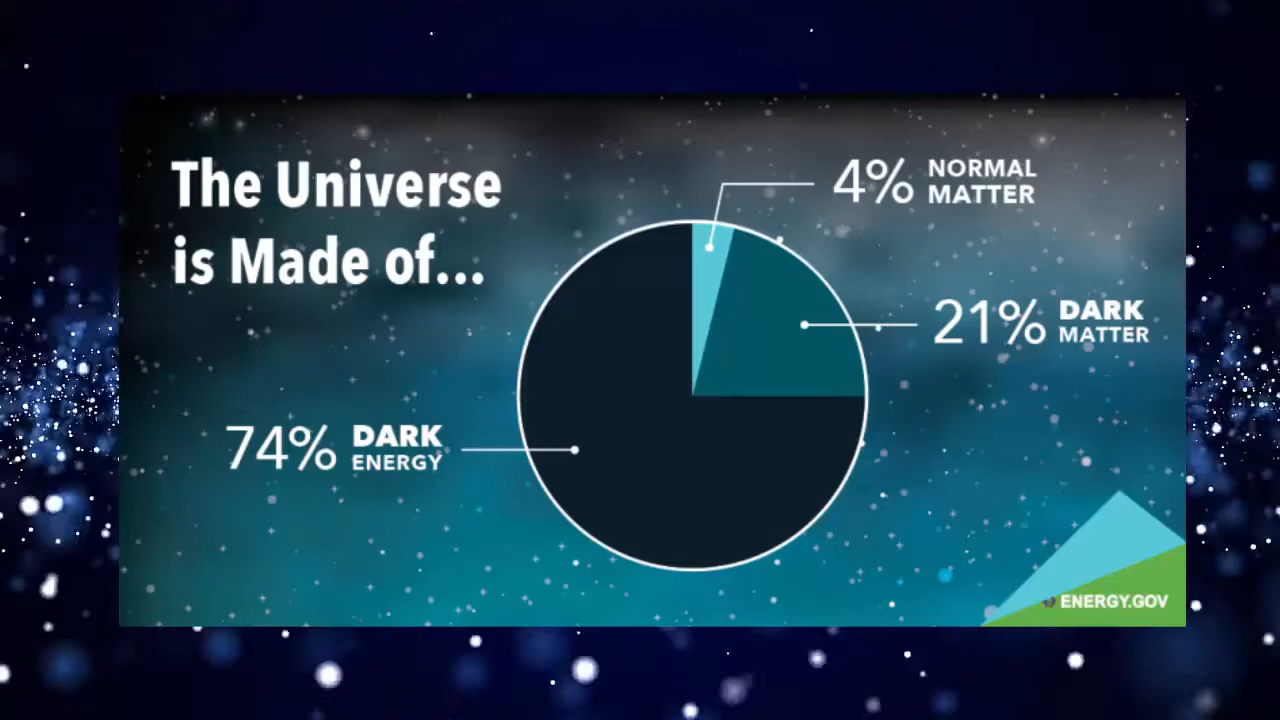 The Universe
is Made of...
4% NORMAL
MATTER
21% DARK
MATTER
74% DARK
ENERGY
ENERGY.GOV